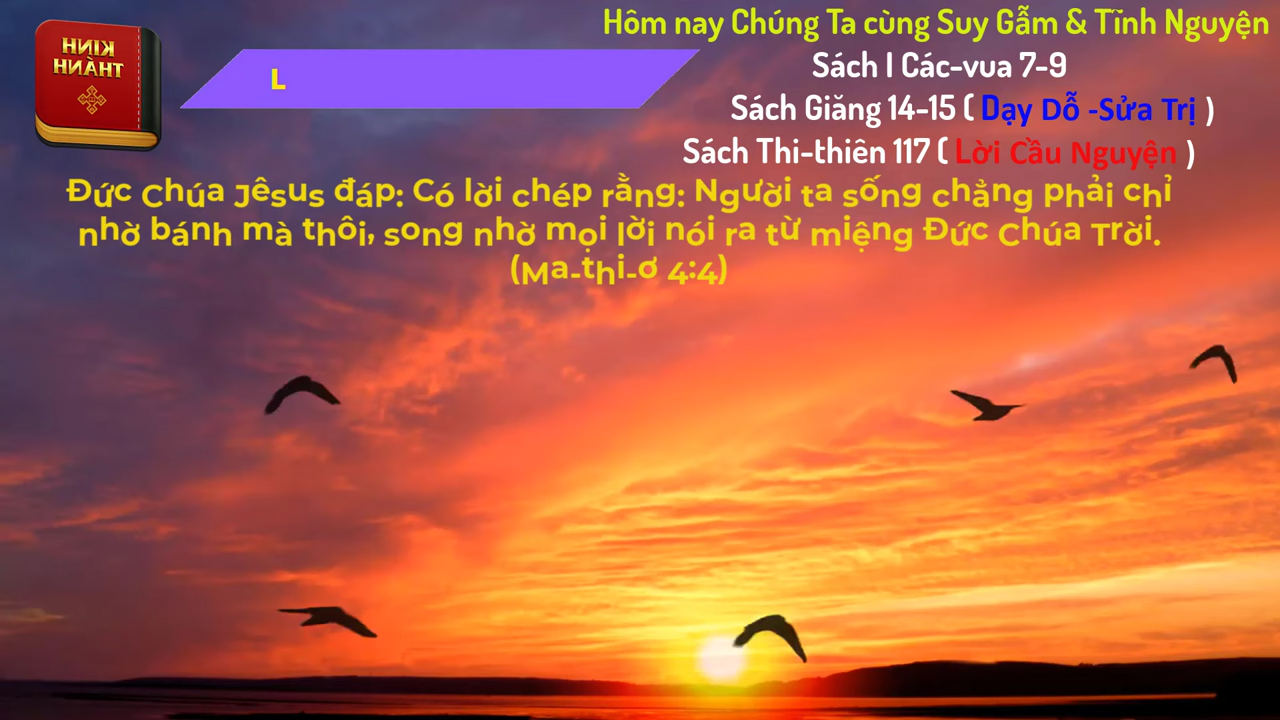 Hôm nay Chúng Ta cùng Suy Gẫm & Tĩnh Nguyện
KINH
THÁNH
Sách I Các-vua 7-9
L
Sách Giăng 14-15 ( Dạy Dỗ -Sửa Trị )
Sách Thi-thiên 117 ( Lời Cầu Nguyện )
Đức Chúa Jêsus đáp: Có lời chép rằng: Người ta sống chẳng phải chỉ
nhờ bánh mà thôi, song nhờ mọi lời nói ra từ miệng Đức Chúa Trời.
(Ma-thi-ơ 4:4)